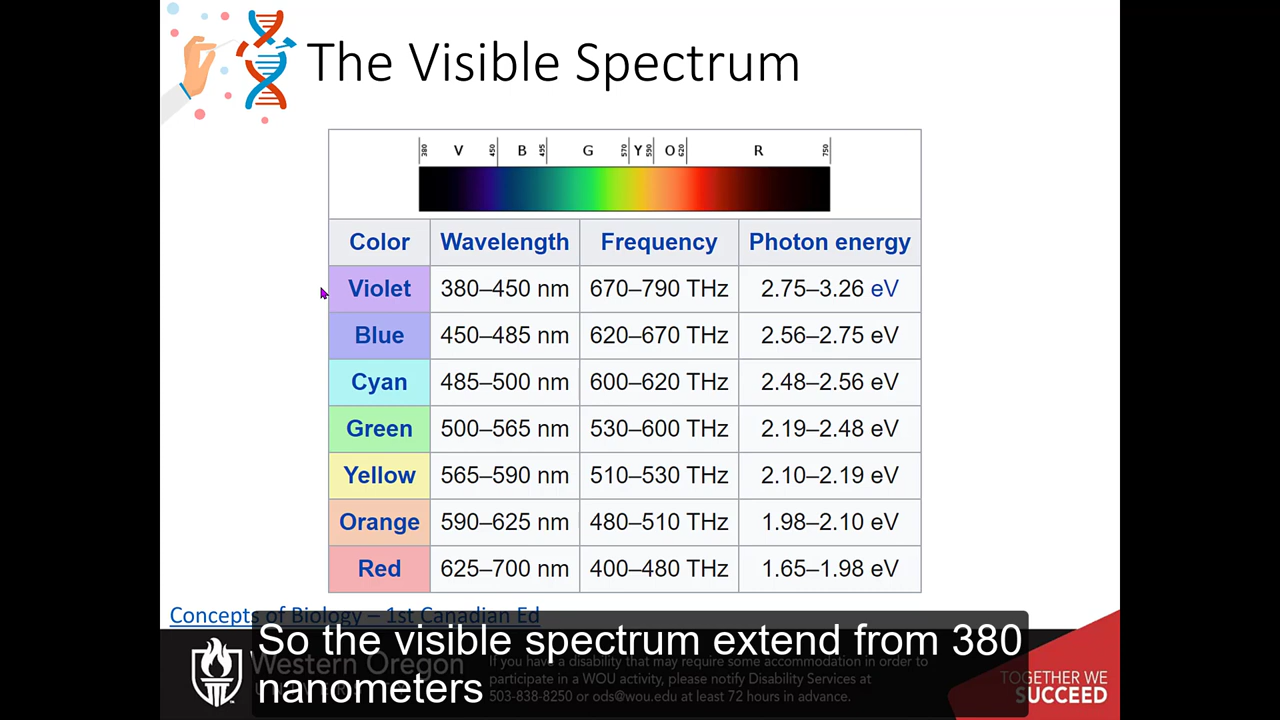 The Visible Spectrum
380 V 450 B 495 G 570 Y 590 O 620 R 750
Color Wavelength Frequency Photon energy
Violet 380–450 nm 670–790 THz 2.75–3.26 eV
Blue 450–485 nm 620–670 THz 2.56–2.75 eV
Cyan 485–500 nm 600–620 THz 2.48–2.56 eV
Green 500–565 nm 530–600 THz 2.19–2.48 eV
Yellow 565–590 nm 510–530 THz 2.10–2.19 eV
Orange 590–625 nm 480–510 THz 1.98–2.10 eV
Red 625–700 nm 400–480 THz 1.65–1.98 eV
Concepts of Biology – 1st Canadian Ed
So the visible spectrum extend from 380
nanometers
Western Oregon
If you have a disability that may require some accommodation in order to
participate in a WOU activity, please notify Disability Services at
503-838-8250 or ods@wou.edu at least 72 hours in advance.
TOGETHER WE
SUCCEED